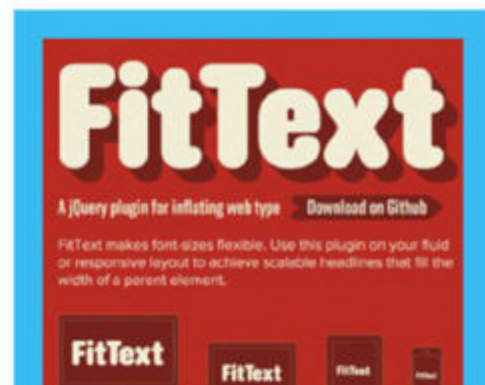 FitText
A jQuery plugin for inflating web type Download on Github
FitText makes font-sizes flexible. Use this plugin on your fluid
or responsive layout to achieve scalable headlines that fill the
width of a parent element.
FitText FitText FitText FitText